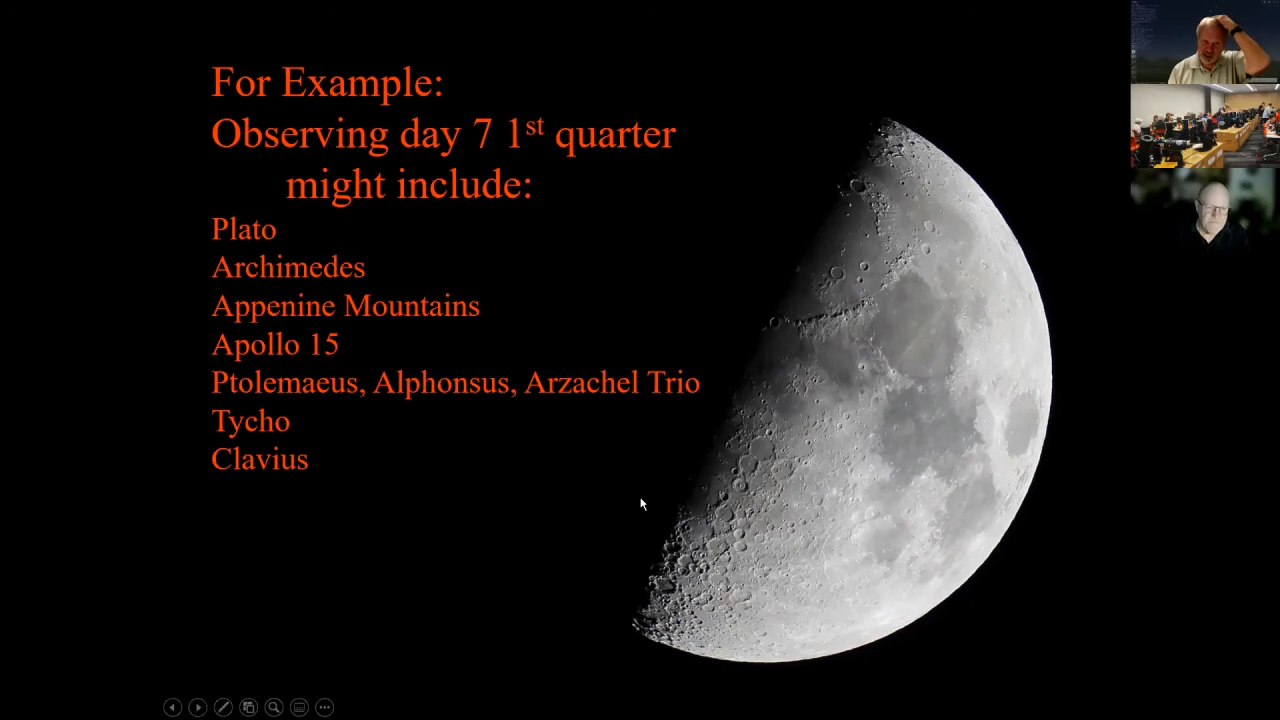 For Example:
Observing day 7 1st quarter
might include:
Plato
Archimedes
Appenine Mountains
Apollo 15
Ptolemaeus, Alphonsus, Arzachel Trio
Tycho
Clavius